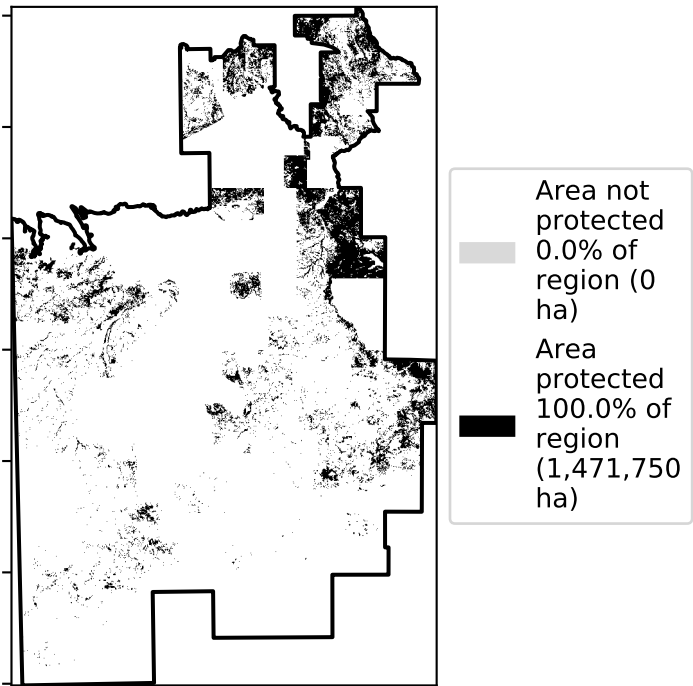 Area not
protected
0.0% of
region (0
ha)
Area
protected
100.0% of
region
(1,471,750
ha)